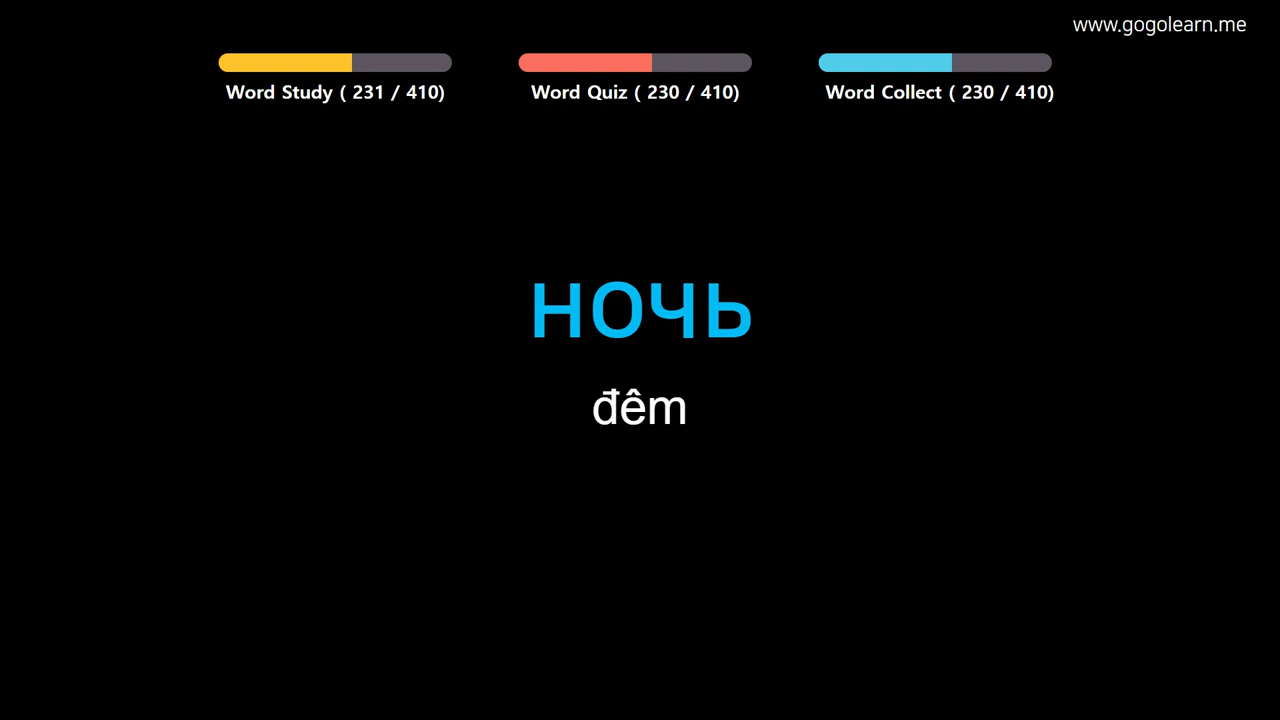 www.gogolearn.me
Word Study ( 231 / 410)
Word Quiz ( 230 / 410)
Word Collect ( 230 / 410)
ночь
đêm